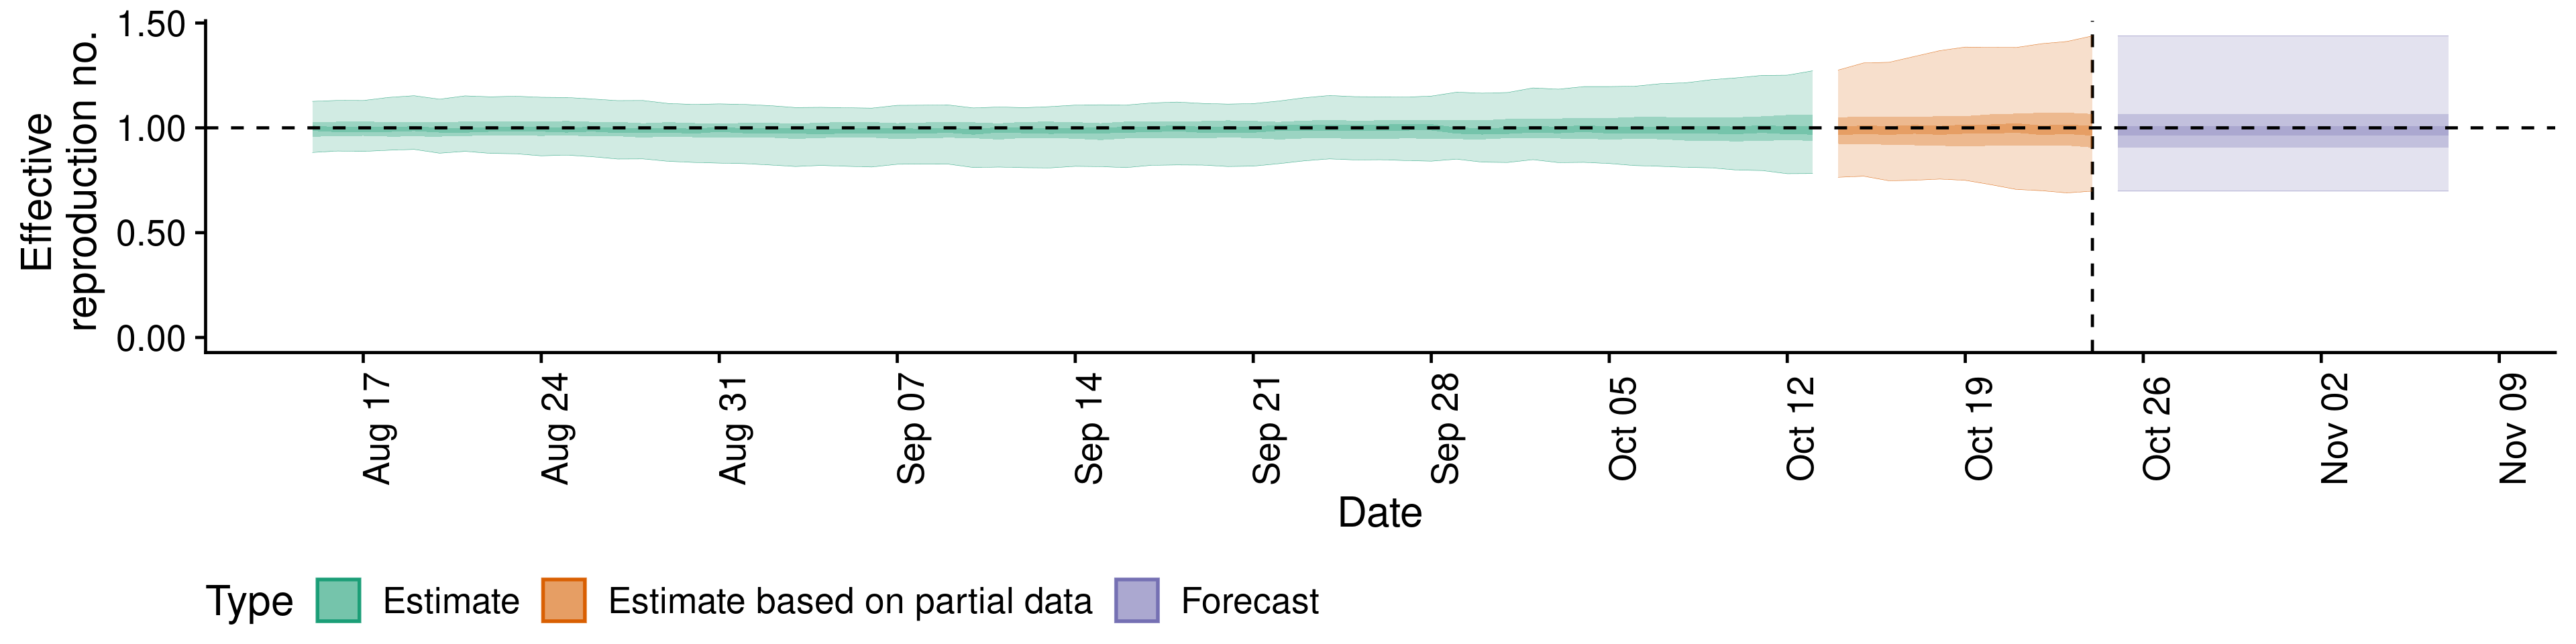 Effective
reproduction no.
1.50
1.00
0.50
0.00
Aug 17
Aug 24
Aug 31
Sep 07
Sep 14
Sep 21
Sep 28
Oct 05
Oct 12
Oct 19
Oct 26
Nov 02
Nov 09
Date
Type Estimate Estimate based on partial data Forecast